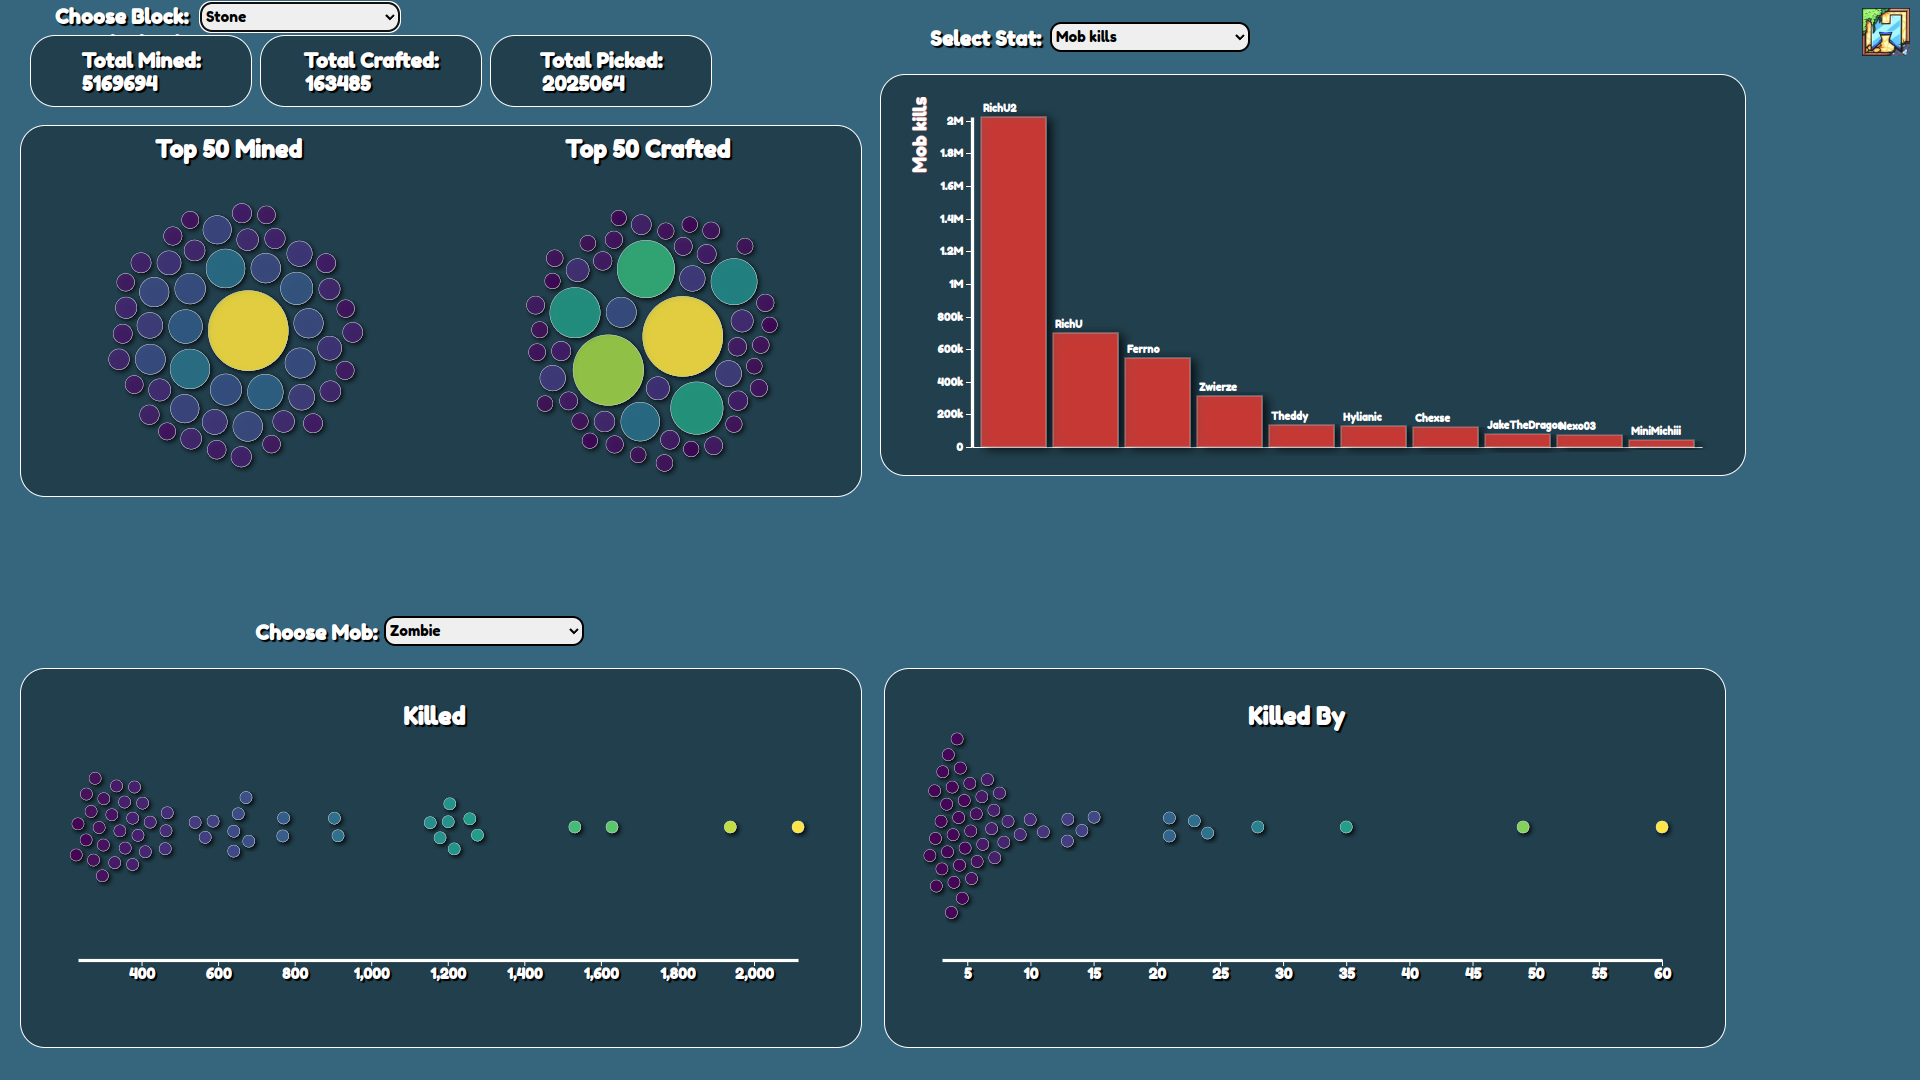 Choose Block: Stone
Total Mined:
5169694
Total Crafted:
163485
Total Picked:
2025064
Top 50 Mined
Top 50 Crafted
Select Stat: Mob kills
Mob kills
2M
1.8M
1.6M
1.4M
1.2M
1M
800k
600k
400k
200k
0
RichU2
RichU
Ferrno
Zwierze
Theddy
Hylianic
Chexse
JakeTheDragon
Nexo03
MiniMichiii
Choose Mob: Zombie
Killed
400 600 800 1,000 1,200 1,400 1,600 1,800 2,000
Killed By
5 10 15 20 25 30 35 40 45 50 55 60